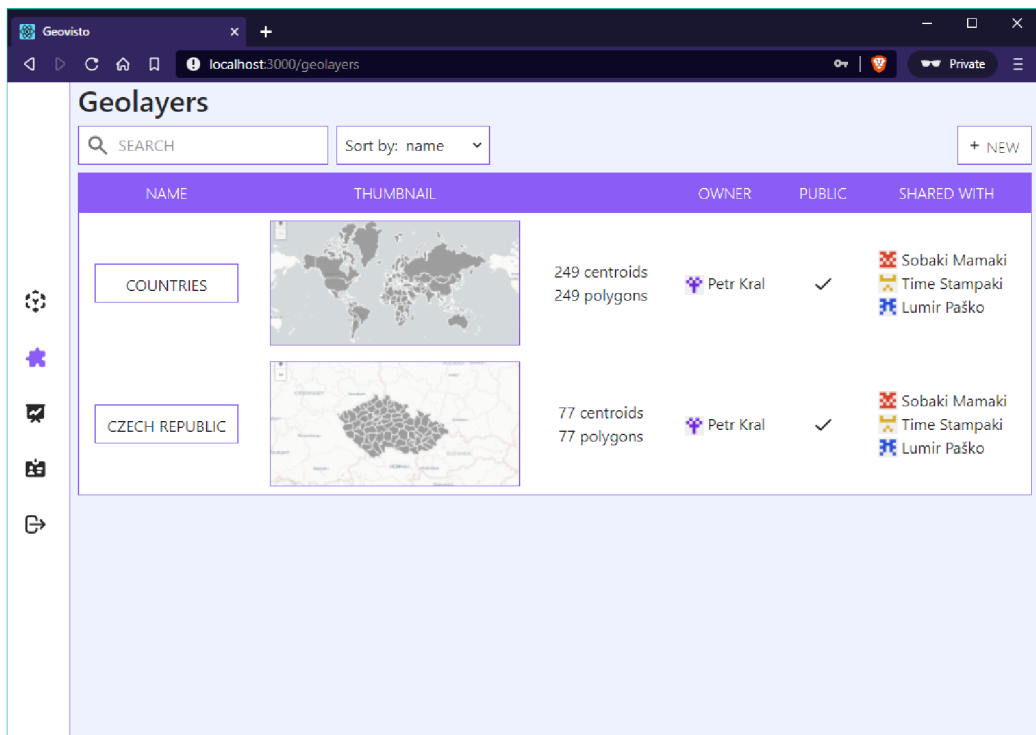 Geovisto
localhost:3000/geolayers
Private
Geolayers
SEARCH
Sort by: name
+ NEW
NAME THUMBNAIL OWNER PUBLIC SHARED WITH
COUNTRIES
249 centroids
249 polygons
Petr Kral
Sobaki Mamaki
Time Stampaki
Lumir Paško
CZECH REPUBLIC
77 centroids
77 polygons
Petr Kral
Sobaki Mamaki
Time Stampaki
Lumir Paško